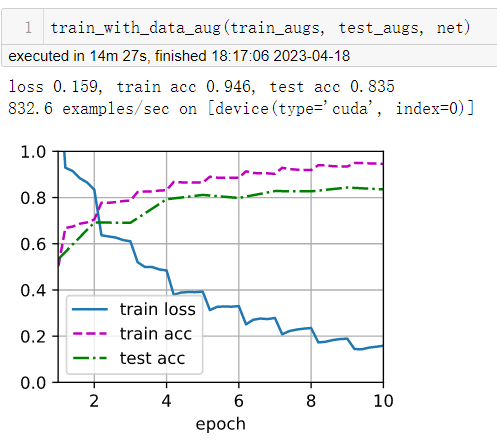 1 train_with_data_aug(train_augs, test_augs, net)
executed in 14m 27s, finished 18:17:06 2023-04-18
loss 0.159, train acc 0.946, test acc 0.835
832.6 examples/sec on [device(type='cuda', index=0)]
1.0
0.8
0.6
0.4
0.2
0.0
train loss
train acc
test acc
2 4 6 8 10
epoch